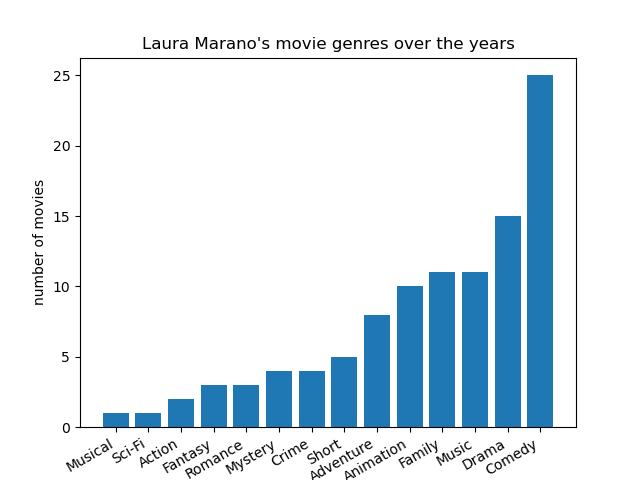 Laura Marano's movie genres over the years
number of movies
25
20
15
10
5
0
Musical
Sci-Fi
Action
Fantasy
Romance
Mystery
Crime
Short
Adventure
Animation
Family
Music
Drama
Comedy